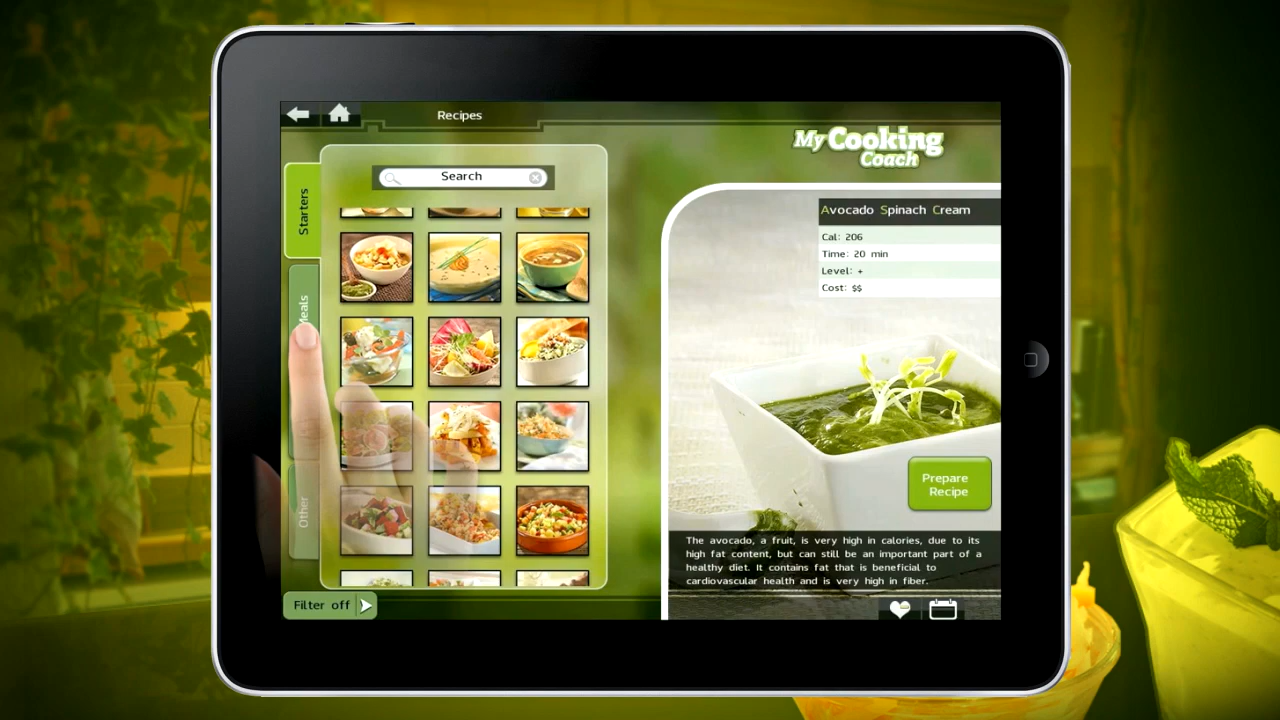 Recipes
My Cooking
Coach
Search
Starters
Meals
Other
Avocado Spinach Cream
Cal: 206
Time: 20 min
Level: +
Cost: $$
Prepare
Recipe
The avocado, a fruit, is very high in calories, due to its
high fat content, but can still be an important part of a
healthy diet. It contains fat that is beneficial to
cardiovascular health and is very high in fiber.
Filter off